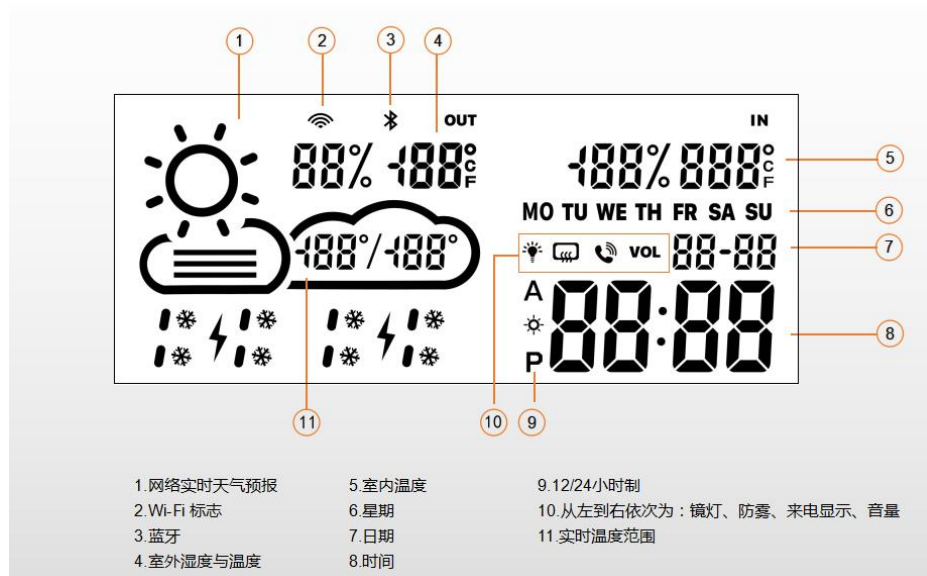 1 2 3 4
OUT IN
88% 188°C F 188% 888°C F
5
MO TU WE TH FR SA SU
6
188°/188° VOL 88-88
7
A
88:88
8
P
11 10 9
1.网络实时天气预报 5.室内温度 9.12/24小时制
2.Wi-Fi 标志 6.星期 10.从左到右依次为：镜灯、防雾、来电显示、音量
3.蓝牙 7.日期 11.实时温度范围
4.室外湿度与温度 8.时间